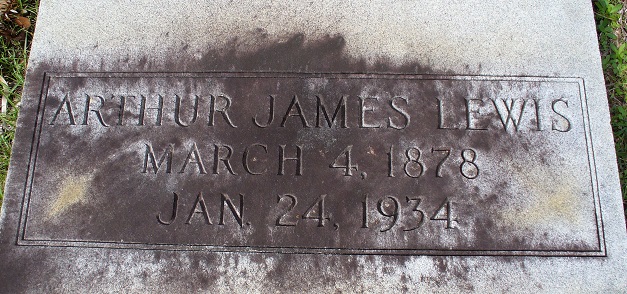 ARTHUR JAMES LEWIS
MARCH 4, 1878
JAN. 24, 1934